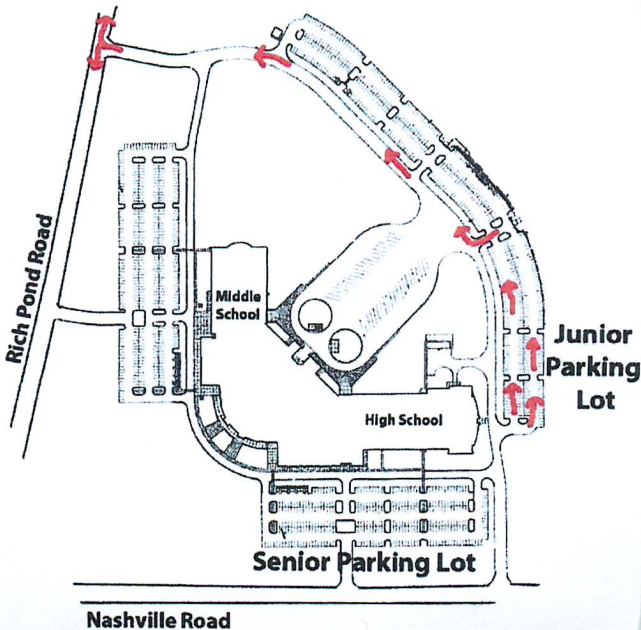 Rich Pond Road
Middle
School
Junior
Parking
Lot
High School
Senior Parking Lot
Nashville Road